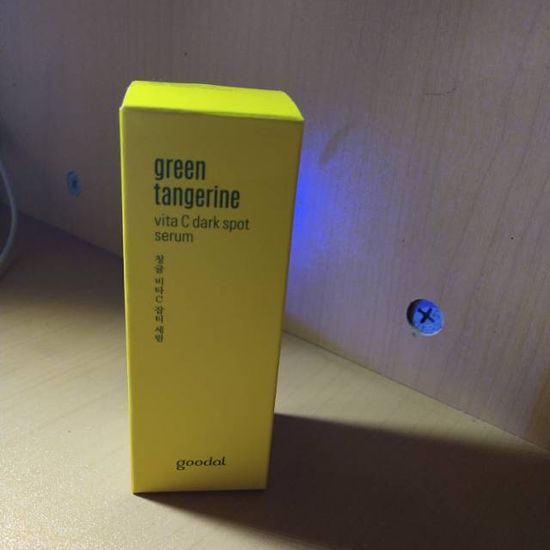 green
tangerine
vita C dark spot
serum
청귤 비타C 잡티 세럼
goodal